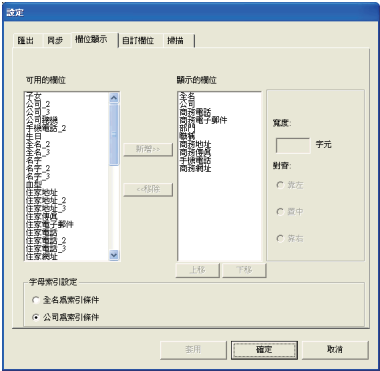 設定
匯出 同步 欄位顯示 自訂欄位 掃描
可用的欄位
子女
公司_2
公司_3
公司總機
手機電話_2
生日
全名_2
全名_3
名字
名字_2
名字_3
血型
住家地址
住家地址_2
住家地址_3
住家傳真
住家電子郵件
住家電話
住家電話_2
住家電話_3
住家網址
新增>>
<<移除
顯示的欄位
全名
公司
商務電話
商務電子郵件
部門
職稱
商務地址
商務傳真
手機電話
商務網址
上移 下移
寬度:
字元
對齊:
靠左
置中
靠右
字母索引設定
全名為索引條件
公司為索引條件
套用 確定 取消